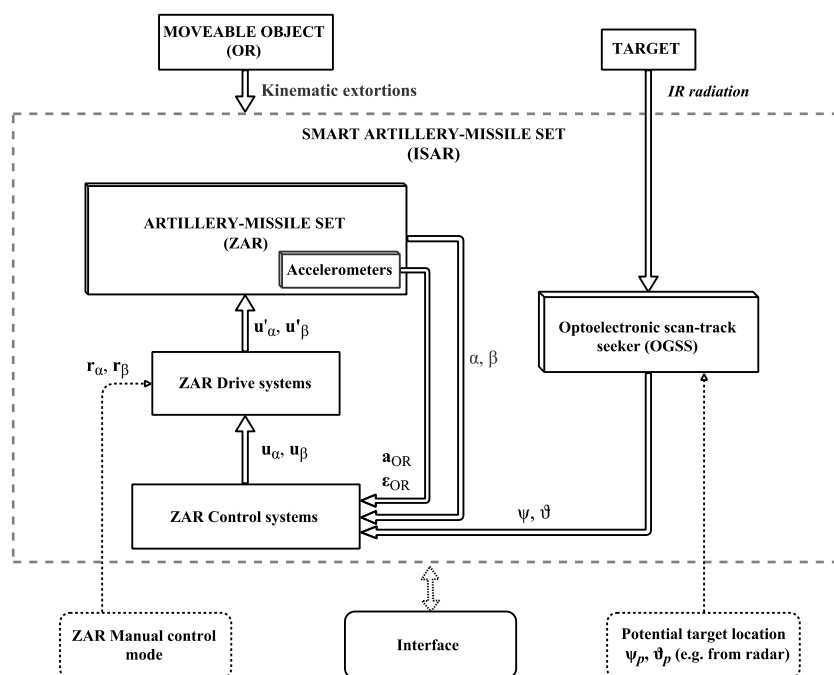 MOVEABLE OBJECT
(OR)
TARGET
Kinematic extortions
IR radiation
SMART ARTILLERY-MISSILE SET
(ISAR)
ARTILLERY-MISSILE SET
(ZAR)
Accelerometers
Optoelectronic scan-track
seeker (OGSS)
u'α, u'β
rα, rβ
α, β
ZAR Drive systems
uα, uβ
aOR
εOR
ZAR Control systems
ψ, ϑ
ZAR Manual control
mode
Interface
Potential target location
ψp, ϑp (e.g. from radar)